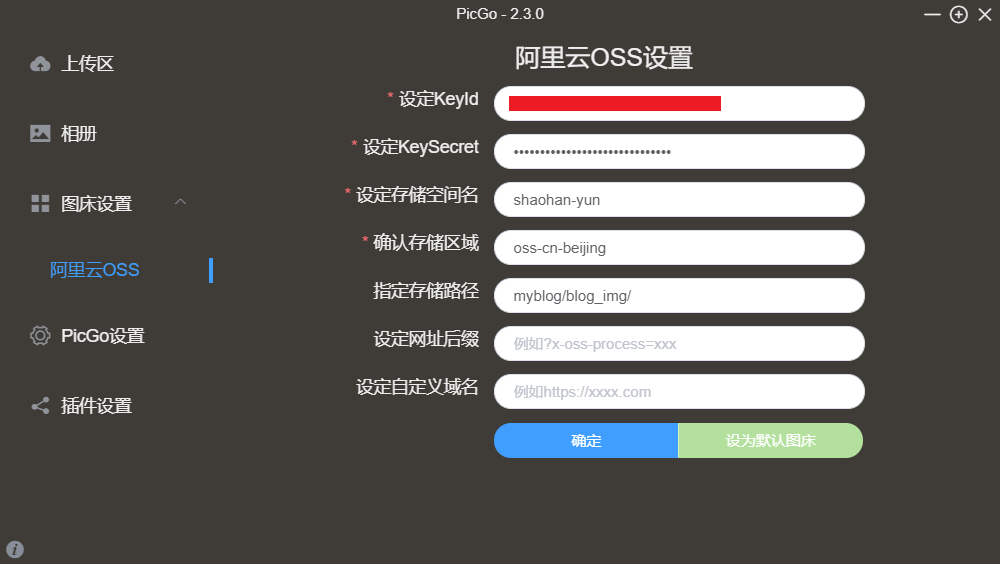 PicGo - 2.3.0
上传区
相册
图床设置
阿里云OSS
PicGo设置
插件设置
阿里云OSS设置
* 设定KeyId
* 设定KeySecret
••••••••••••••••••••••••••••••
* 设定存储空间名
shaohan-yun
* 确认存储区域
oss-cn-beijing
指定存储路径
myblog/blog_img/
设定网址后缀
例如?x-oss-process=xxx
设定自定义域名
例如https://xxxx.com
确定
设为默认图床